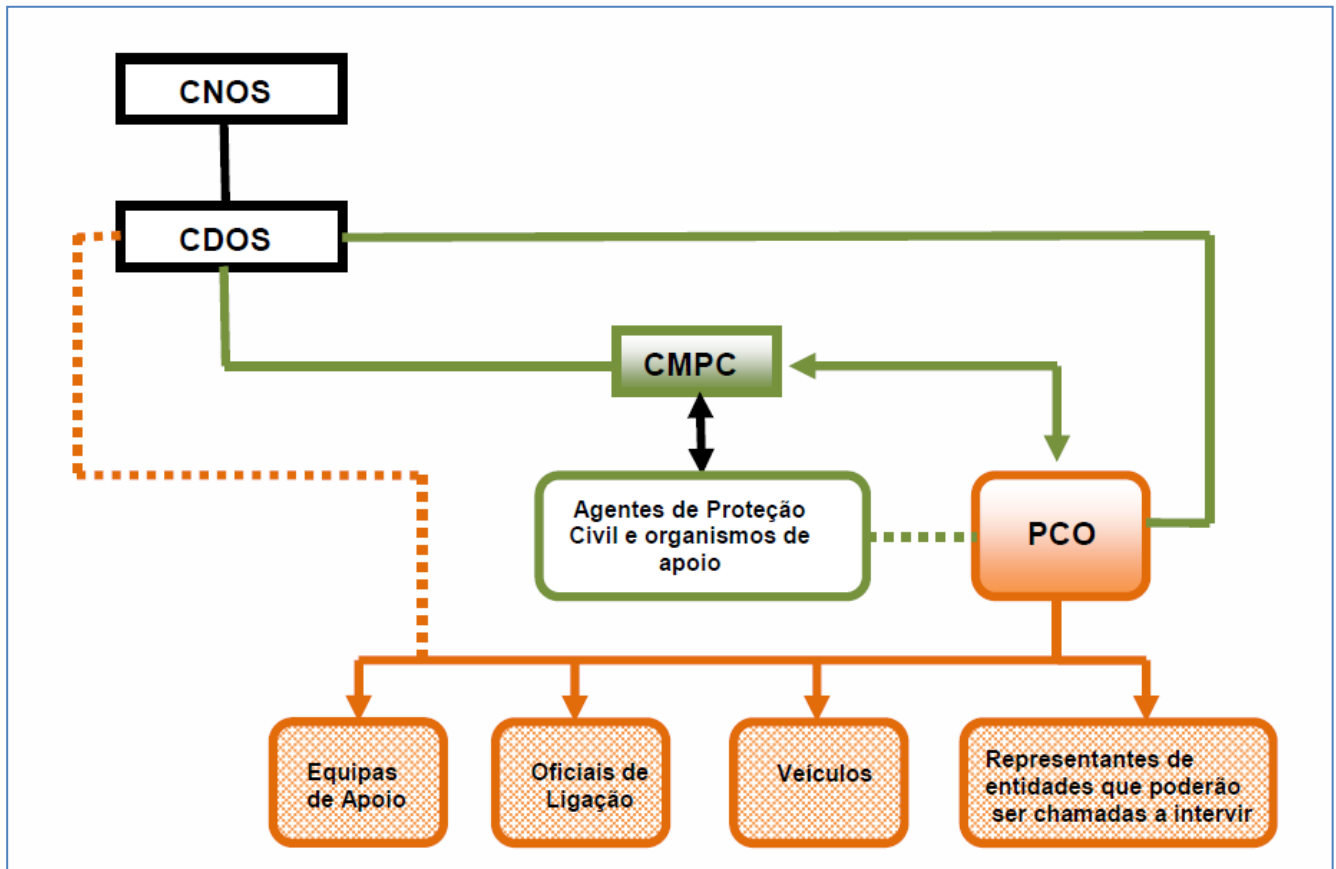 CNOS
CDOS
CMPC
Agentes de Proteção
Civil e organismos de
apoio
PCO
Equipas
de Apoio
Oficiais de
Ligação
Veículos
Representantes de
entidades que poderão
ser chamadas a intervir